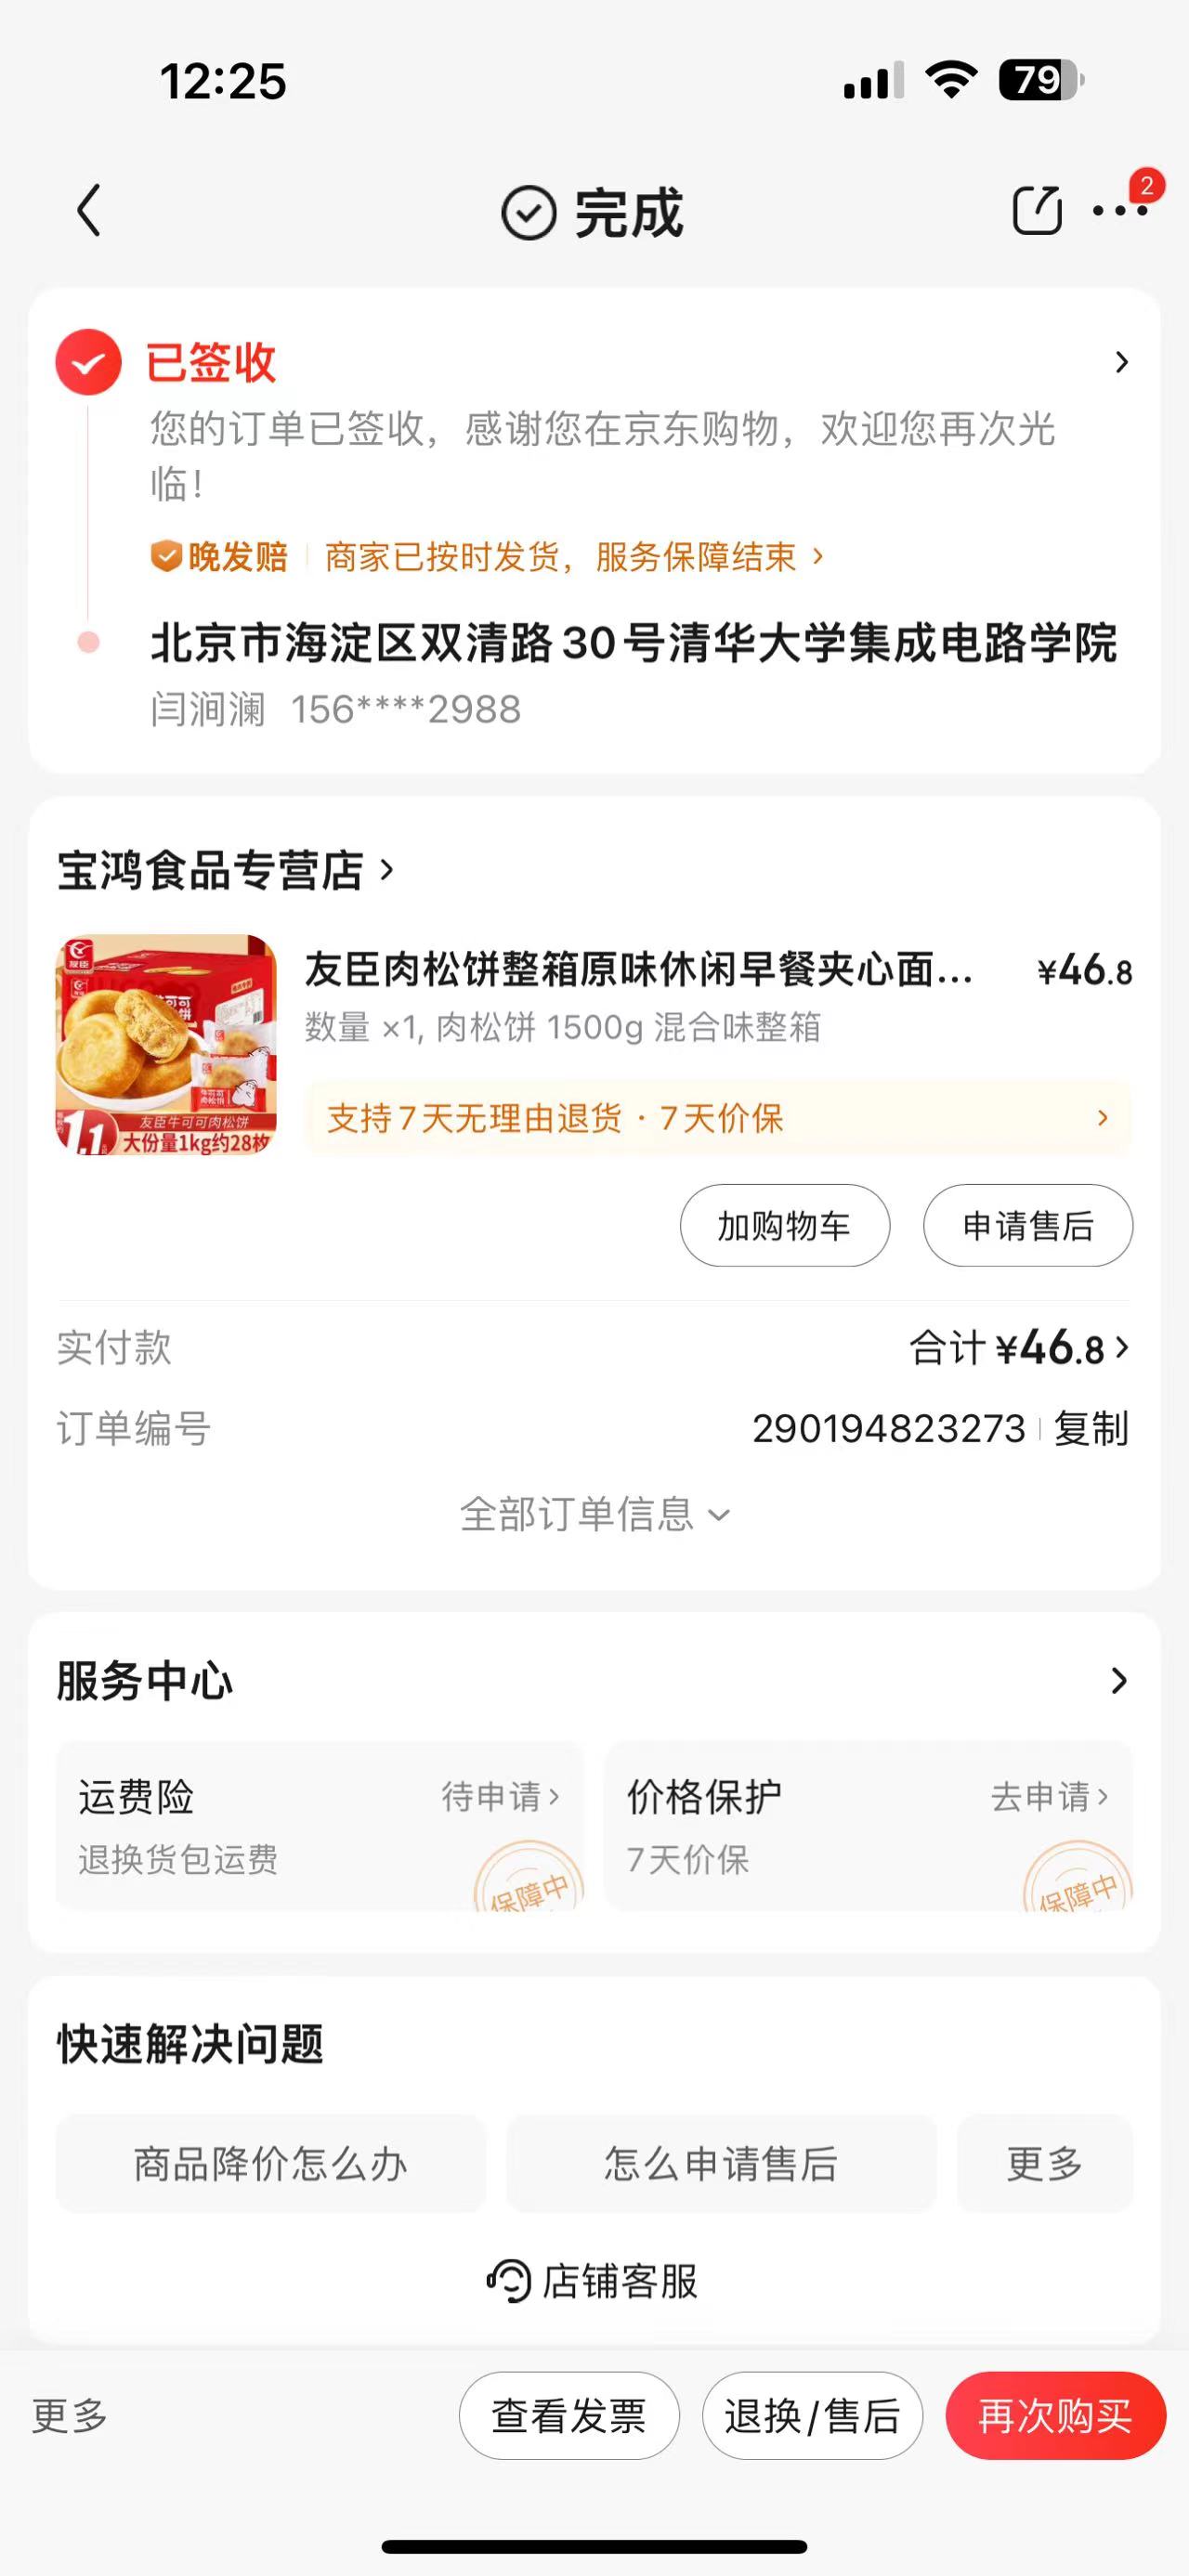 12:25
79
完成
2
已签收
您的订单已签收，感谢您在京东购物，欢迎您再次光
临！
晚发赔 商家已按时发货，服务保障结束
北京市海淀区双清路30号清华大学集成电路学院
闫涧澜 156****2988
宝鸿食品专营店
友臣肉松饼整箱原味休闲早餐夹心面... ¥46.8
数量 ×1, 肉松饼 1500g 混合味整箱
友臣牛可可肉松饼
1.1
大份量1kg约28枚
支持7天无理由退货 · 7天价保
加购物车 申请售后
实付款 合计 ¥46.8
订单编号 290194823273 复制
全部订单信息
服务中心
运费险 待申请 价格保护 去申请
退换货包运费 保障中 7天价保 保障中
快速解决问题
商品降价怎么办 怎么申请售后 更多
店铺客服
更多 查看发票 退换/售后 再次购买